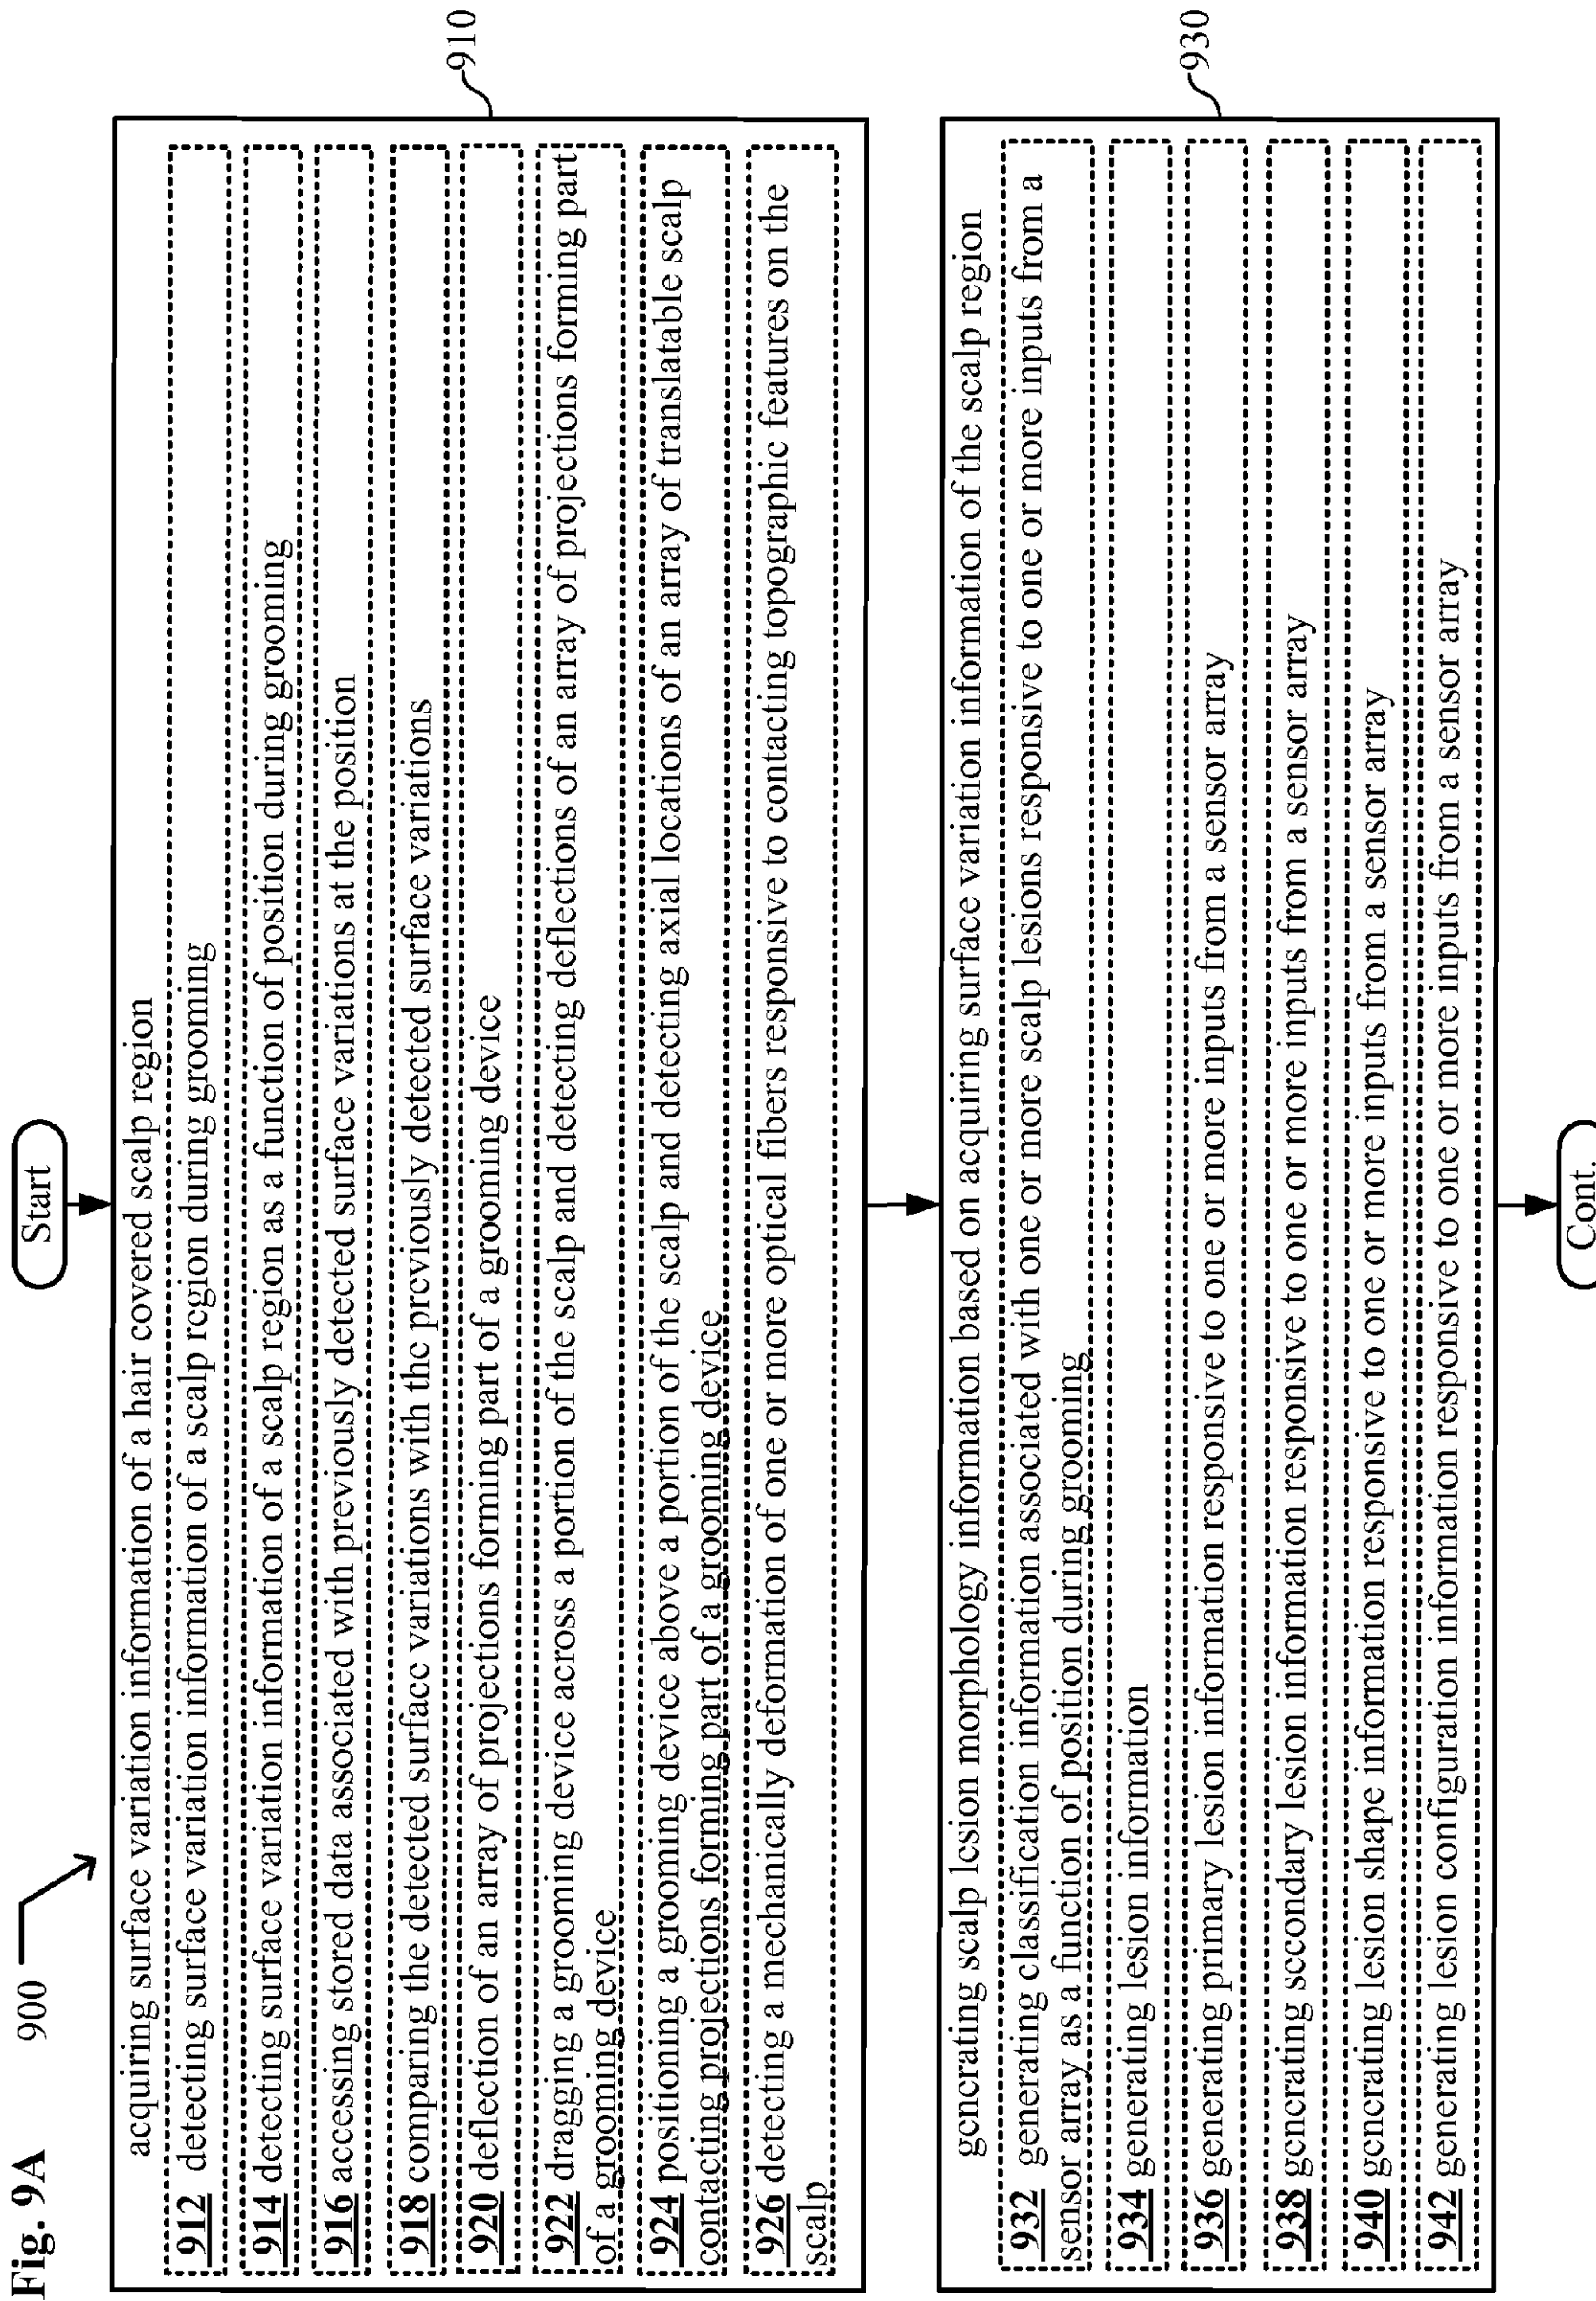 Fig. 9A
900
Start
910
acquiring surface variation information of a hair covered scalp region
912 detecting surface variation information of a scalp region during grooming
914 detecting surface variation information of a scalp region as a function of position during grooming
916 accessing stored data associated with previously detected surface variations at the position
918 comparing the detected surface variations with the previously detected surface variations
920 deflection of an array of projections forming part of a grooming device
922 dragging a grooming device across a portion of the scalp and detecting deflections of an array of projections forming part
of a grooming device
924 positioning a grooming device above a portion of the scalp and detecting axial locations of an array of translatable scalp
contacting projections forming part of a grooming device
926 detecting a mechanically deformation of one or more optical fibers responsive to contacting topographic features on the
scalp
930
generating scalp lesion morphology information based on acquiring surface variation information of the scalp region
932 generating classification information associated with one or more scalp lesions responsive to one or more inputs from a
sensor array as a function of position during grooming
934 generating lesion information
936 generating primary lesion information responsive to one or more inputs from a sensor array
938 generating secondary lesion information responsive to one or more inputs from a sensor array
940 generating lesion shape information responsive to one or more inputs from a sensor array
942 generating lesion configuration information responsive to one or more inputs from a sensor array
Cont.